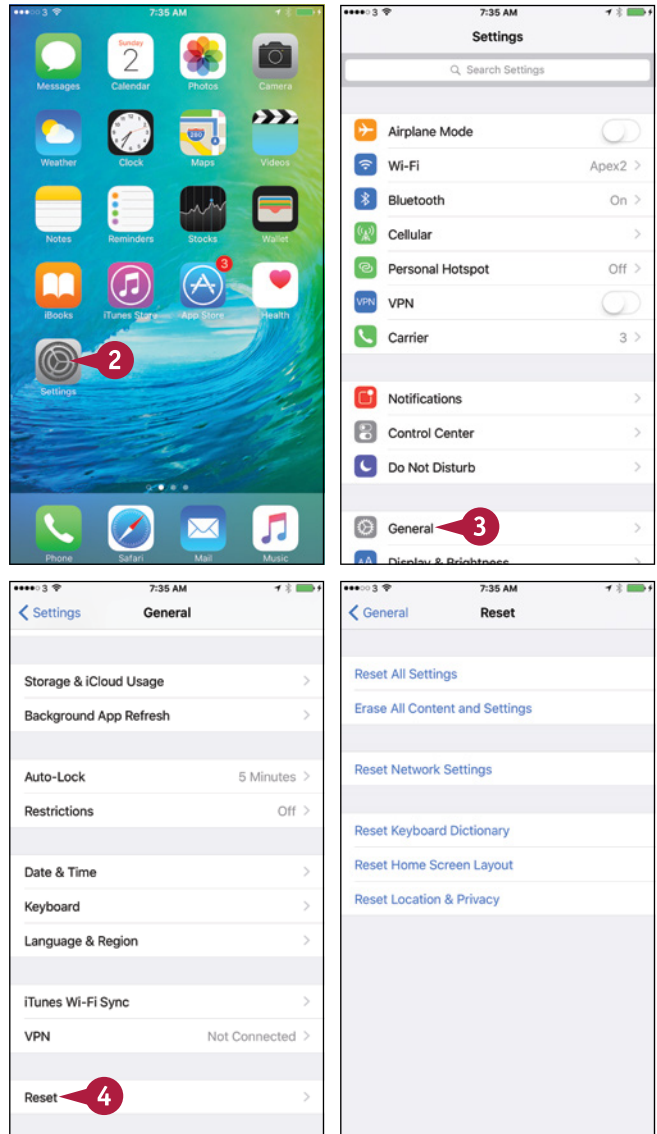 3 7:35 AM
Sunday
2
Messages Calendar Photos Camera
280
Weather Clock Maps Videos
Notes Reminders Stocks Wallet
3
iBooks iTunes Store App Store Health
2
Settings
Phone Safari Mail Music
3 7:35 AM
Settings
Search Settings
Airplane Mode
Wi-Fi Apex2
Bluetooth On
Cellular
Personal Hotspot Off
VPN VPN
Carrier 3
Notifications
Control Center
Do Not Disturb
General 3
AA Display & Brightness
3 7:35 AM
Settings General
Storage & iCloud Usage
Background App Refresh
Auto-Lock 5 Minutes
Restrictions Off
Date & Time
Keyboard
Language & Region
iTunes Wi-Fi Sync
VPN Not Connected
Reset 4
3 7:35 AM
General Reset
Reset All Settings
Erase All Content and Settings
Reset Network Settings
Reset Keyboard Dictionary
Reset Home Screen Layout
Reset Location & Privacy